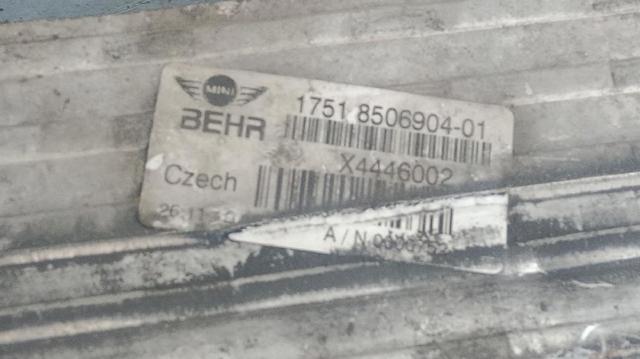 MINI
1751 8506904-01
BEHR
X4446002
Czech
A / N